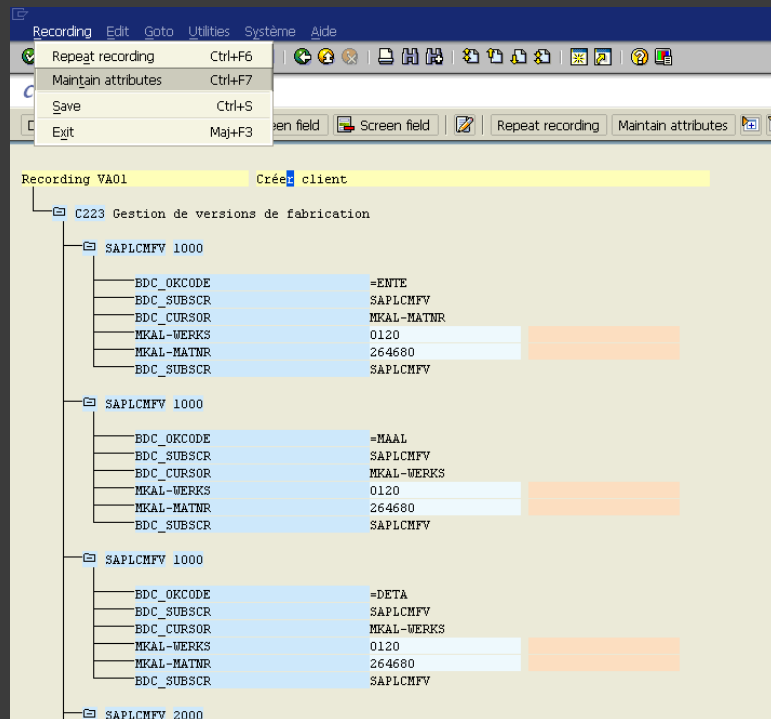 Recording Edit Goto Utilities Système Aide
Repeat recording Ctrl+F6
Maintain attributes Ctrl+F7
Save Ctrl+S
Exit Maj+F3
een field Screen field Repeat recording Maintain attributes
Recording VA01 Créer client
C223 Gestion de versions de fabrication
SAPLCMFV 1000
BDC_OKCODE =ENTE
BDC_SUBSCR SAPLCMFV
BDC_CURSOR MKAL-MATNR
MKAL-WERKS 0120
MKAL-MATNR 264680
BDC_SUBSCR SAPLCMFV
SAPLCMFV 1000
BDC_OKCODE =MAAL
BDC_SUBSCR SAPLCMFV
BDC_CURSOR MKAL-WERKS
MKAL-WERKS 0120
MKAL-MATNR 264680
BDC_SUBSCR SAPLCMFV
SAPLCMFV 1000
BDC_OKCODE =DETA
BDC_SUBSCR SAPLCMFV
BDC_CURSOR MKAL-WERKS
MKAL-WERKS 0120
MKAL-MATNR 264680
BDC_SUBSCR SAPLCMFV
SAPLCMFV 2000